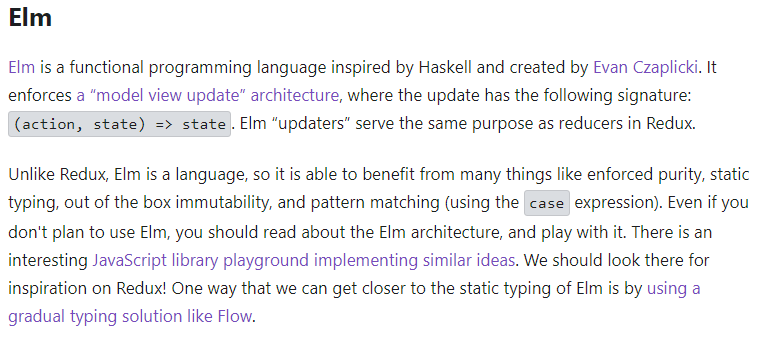 Elm
Elm is a functional programming language inspired by Haskell and created by Evan Czaplicki. It
enforces a “model view update” architecture, where the update has the following signature:
(action, state) => state. Elm “updaters” serve the same purpose as reducers in Redux.
Unlike Redux, Elm is a language, so it is able to benefit from many things like enforced purity, static
typing, out of the box immutability, and pattern matching (using the case expression). Even if you
don't plan to use Elm, you should read about the Elm architecture, and play with it. There is an
interesting JavaScript library playground implementing similar ideas. We should look there for
inspiration on Redux! One way that we can get closer to the static typing of Elm is by using a
gradual typing solution like Flow.